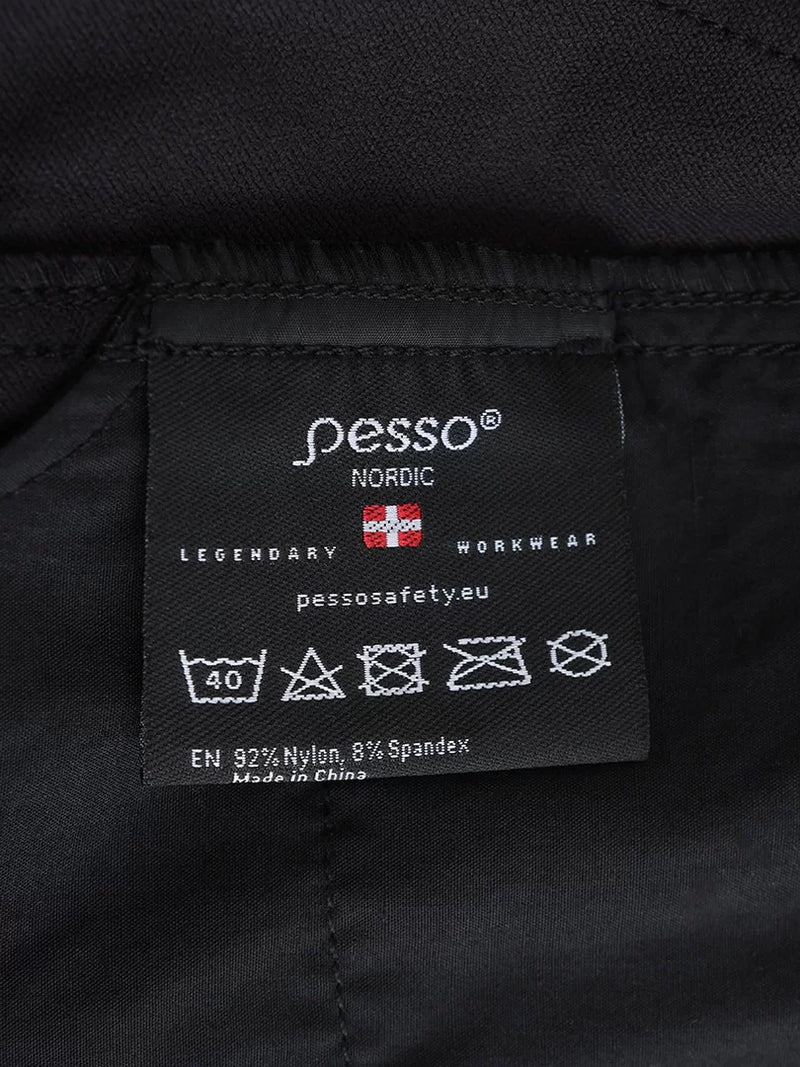 pesso®
NORDIC
LEGENDARY WORKWEAR
pessosafety.eu
40
EN 92% Nylon, 8% Spandex
Made in China